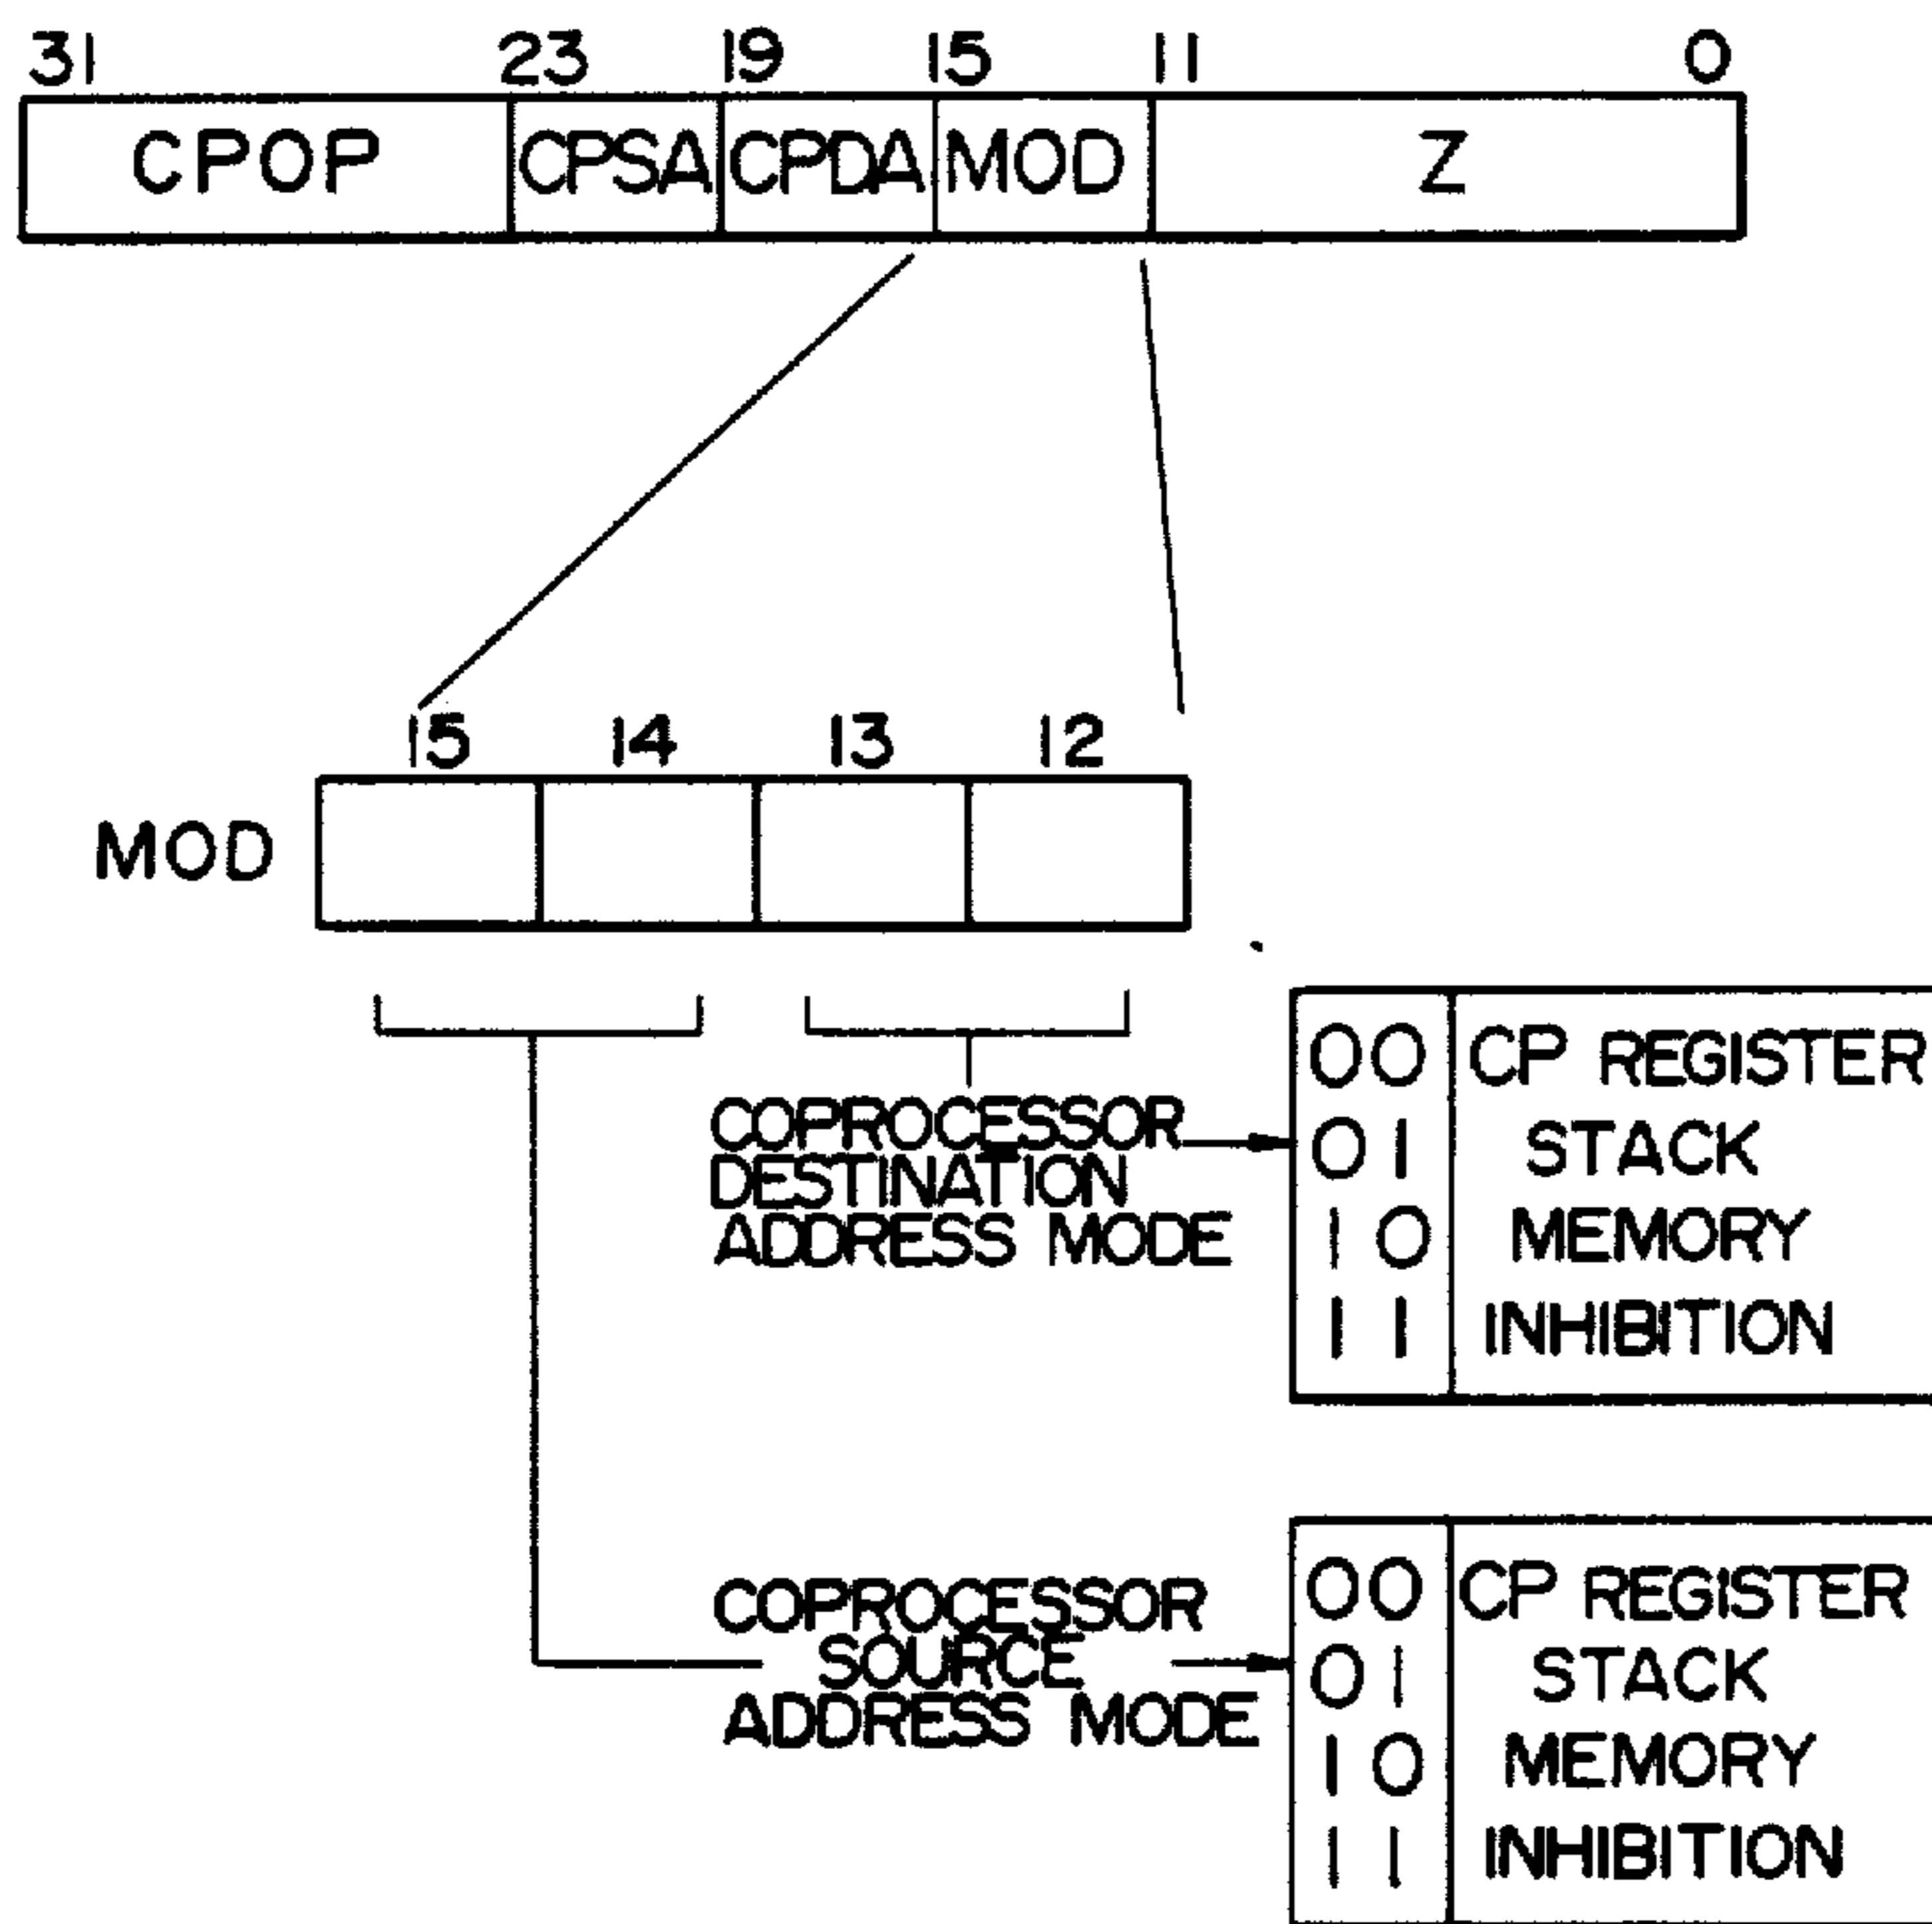 31 23 19 15 11 0
CPOP CPSA CPDA MOD Z
15 14 13 12
MOD
COPROCESSOR
DESTINATION
ADDRESS MODE
00 CP REGISTER
01 STACK
10 MEMORY
11 INHIBITION
COPROCESSOR
SOURCE
ADDRESS MODE
00 CP REGISTER
01 STACK
10 MEMORY
11 INHIBITION